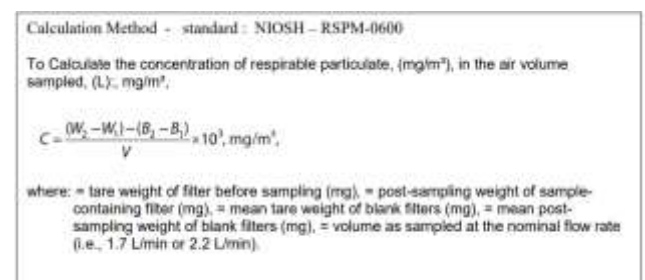 Calculation Method - standard : NIOSH – RSPM-0600
To Calculate the concentration of respirable particulate, (mg/m³), in the air volume
sampled, (L):, mg/m³,
C = (W₂ – W₁) – (B₂ – B₁) / V × 10³, mg/m³,
where: = tare weight of filter before sampling (mg), = post-sampling weight of sample-
containing filter (mg), = mean tare weight of blank filters (mg), = mean post-
sampling weight of blank filters (mg), = volume as sampled at the nominal flow rate
(i.e., 1.7 L/min or 2.2 L/min).